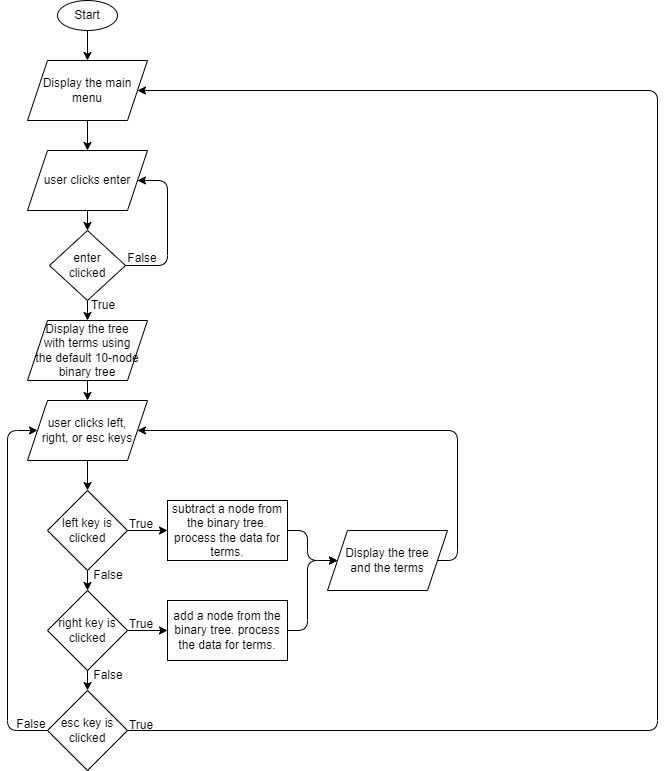 Start
Display the main
menu
user clicks enter
enter
clicked
False
True
Display the tree
with terms using
the default 10-node
binary tree
user clicks left,
right, or esc keys
left key is
clicked
True
subtract a node from
the binary tree.
process the data for
terms.
Display the tree
and the terms
False
right key is
clicked
True
add a node from the
binary tree. process
the data for terms.
False
False
esc key is
clicked
True